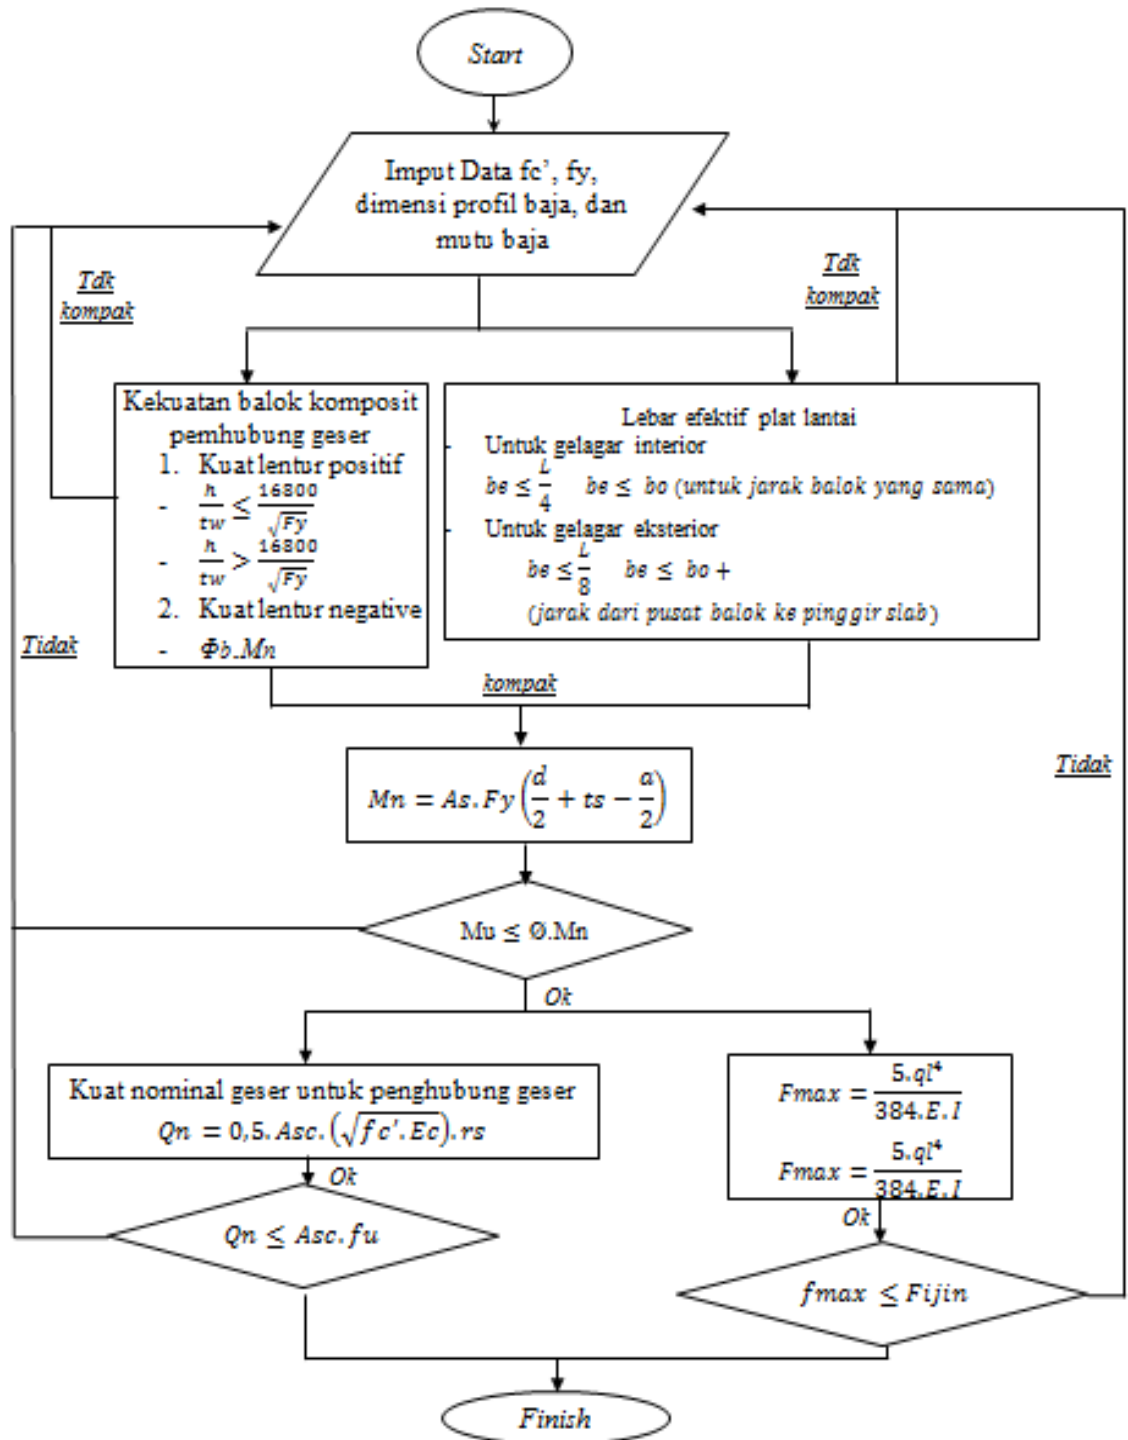 Start
Imput Data fc’, fy,
dimensi profil baja, dan
mutu baja
Tdk
kompak
Tdk
kompak
Kekuatan balok komposit
pemhubung geser
1. Kuat lentur positif
- h/tw ≤ 16800/√Fy
- h/tw > 16800/√Fy
2. Kuat lentur negative
- Φb.Mn
Lebar efektif plat lantai
- Untuk gelagar interior
be ≤ L/4 be ≤ bo (untuk jarak balok yang sama)
- Untuk gelagar eksterior
be ≤ L/8 be ≤ bo +
(jarak dari pusat balok ke pinggir slab)
Tidak
kompak
Mn = As.Fy(d/2 + ts − a/2)
Tidak
Mu ≤ Ø.Mn
Ok
Kuat nominal geser untuk penghubung geser
Qn = 0,5.Asc.(√fc'.Ec).rs
Fmax = 5.ql⁴/384.E.I
Fmax = 5.ql⁴/384.E.I
Ok
Ok
Qn ≤ Asc.fu
fmax ≤ Fijin
Finish